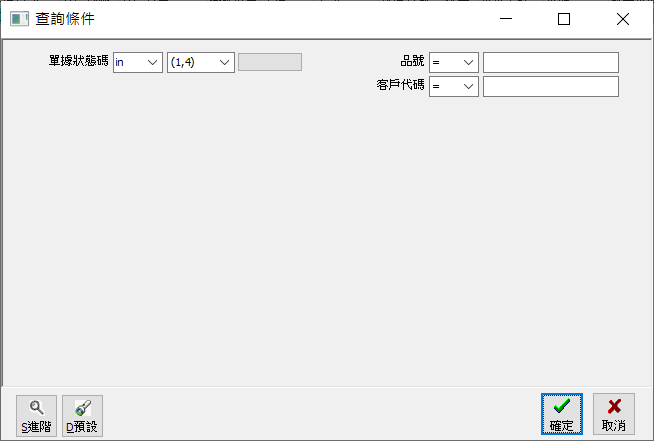 查詢條件
單據狀態碼 in (1,4) 品號 =
客戶代碼 =
S進階 D預設 確定 取消